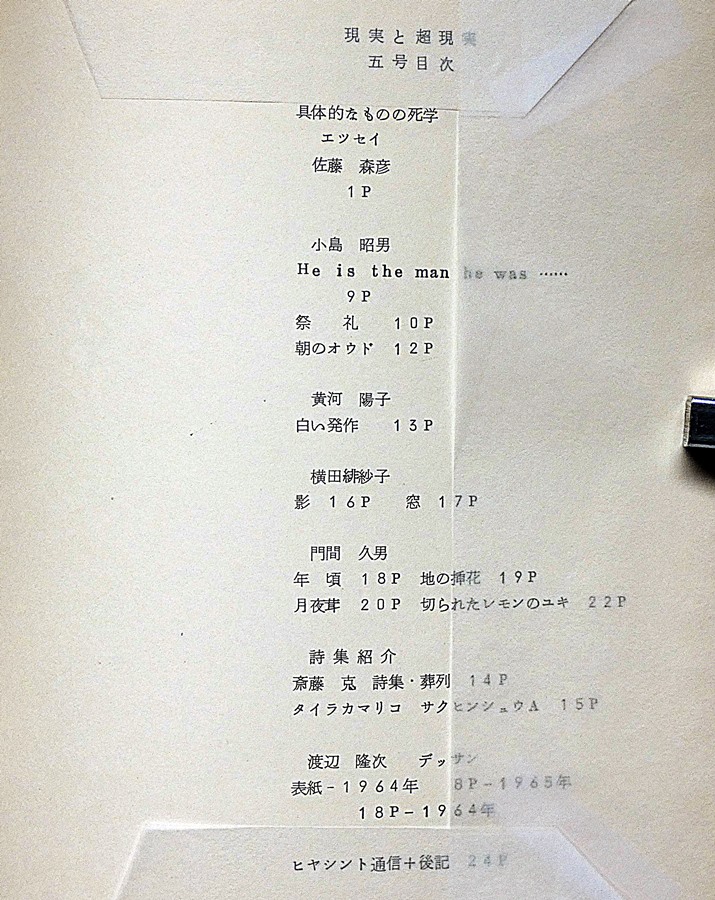 現実と超現実
五号目次
具体的なものの死学
エツセイ
佐藤 森彦
1P
小島 昭男
He is the man he was ……
9P
祭 礼 10P
朝のオウド 12P
黄河 陽子
白い発作 13P
横田緋紗子
影 16P 窓 17P
門間 久男
年 頃 18P 地の挿花 19P
月夜茸 20P 切られたレモンのユキ 22P
詩集紹介
斎藤 克 詩集・葬列 14P
タイラカマリコ サクヒンシュウA 15P
渡辺 隆次 デッサン
表紙-1964年 8P-1965年
18P-1964年
ヒヤシント通信+後記 24P